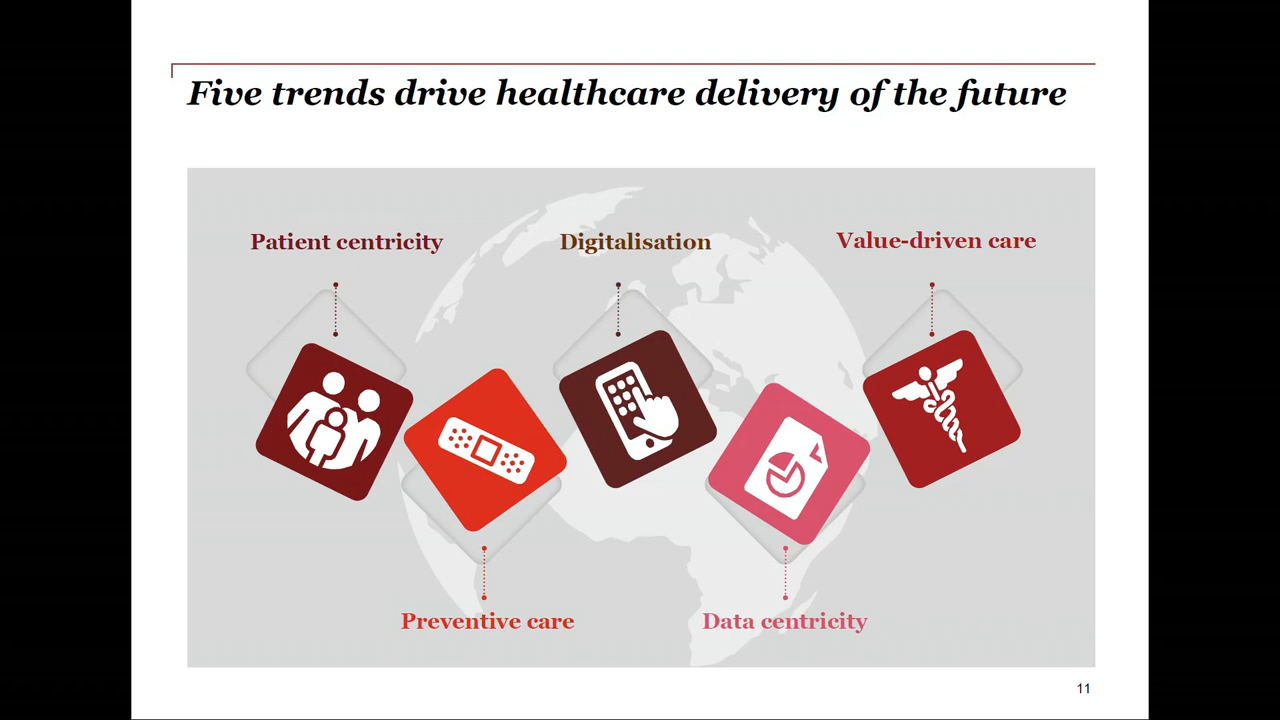 Five trends drive healthcare delivery of the future
Patient centricity
Digitalisation
Value-driven care
Preventive care
Data centricity
11